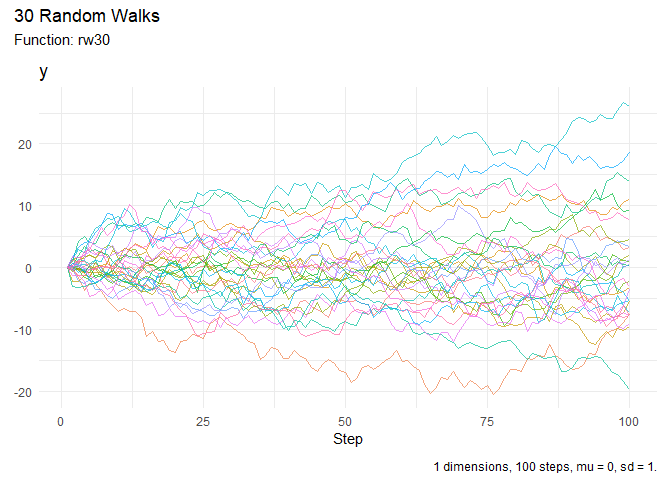 30 Random Walks
Function: rw30
y
20
10
0
-10
-20
0 25 50 75 100
Step
1 dimensions, 100 steps, mu = 0, sd = 1.